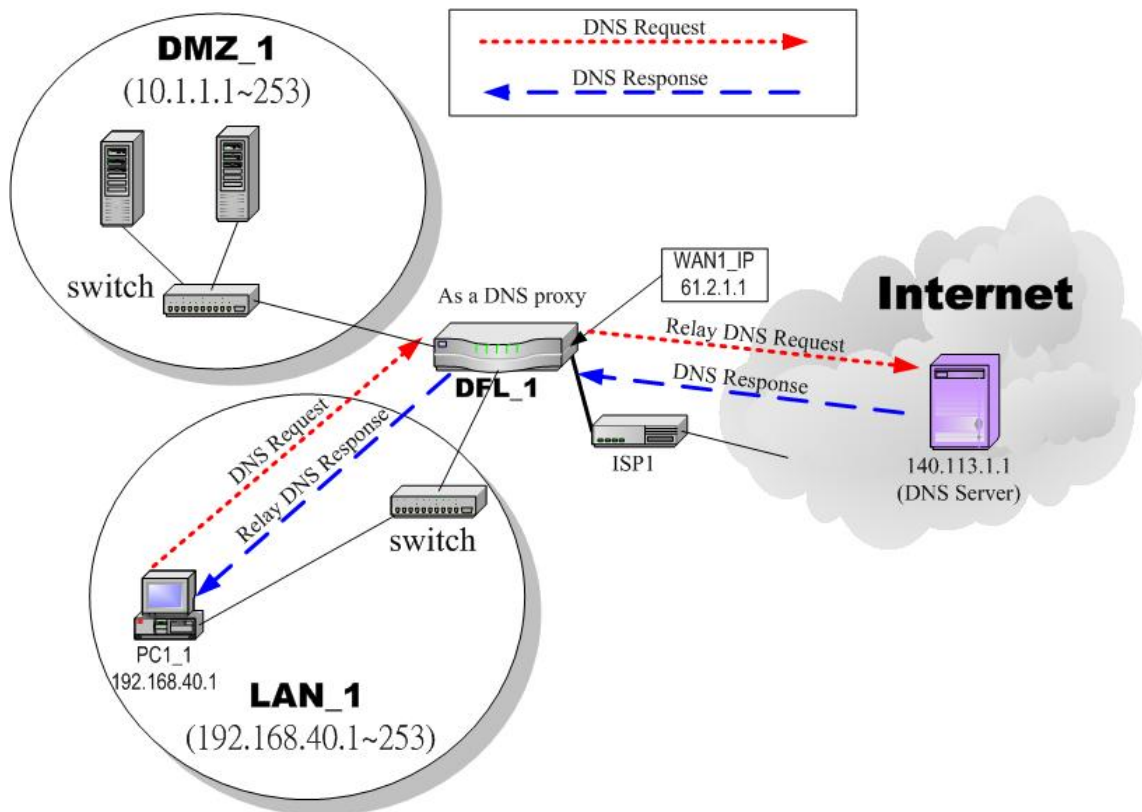 DMZ_1
(10.1.1.1~253)
DNS Request
DNS Response
switch
As a DNS proxy
WAN1_IP
61.2.1.1
Internet
Relay DNS Request
DNS Response
DFL_1
ISP1
140.113.1.1
(DNS Server)
DNS Request
Relay DNS Response
switch
PC1_1
192.168.40.1
LAN_1
(192.168.40.1~253)